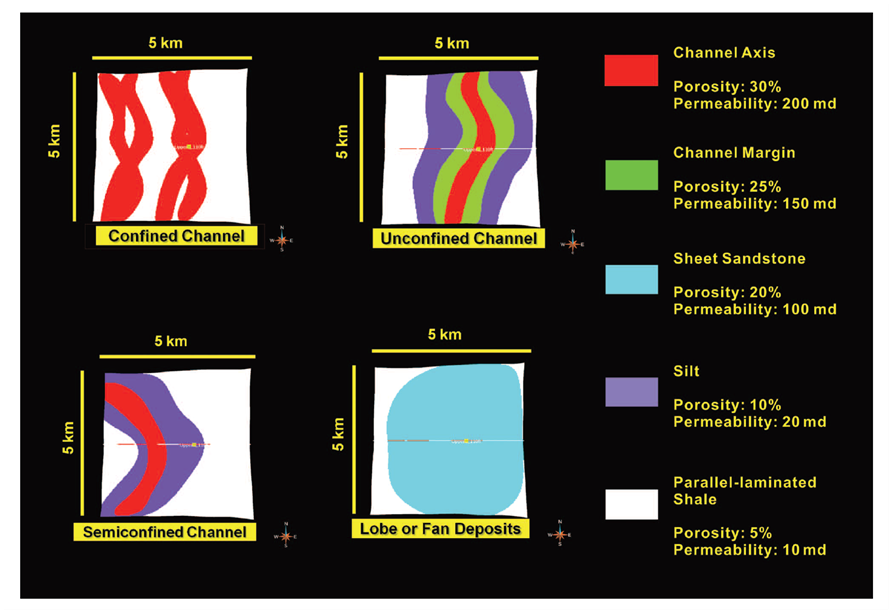 5 km
5 km
Confined Channel
N
W E
S
5 km
5 km
Unconfined Channel
N
W E
S
5 km
5 km
Semiconfined Channel
N
W E
S
5 km
5 km
Lobe or Fan Deposits
N
W E
S
Channel Axis
Porosity: 30%
Permeability: 200 md
Channel Margin
Porosity: 25%
Permeability: 150 md
Sheet Sandstone
Porosity: 20%
Permeability: 100 md
Silt
Porosity: 10%
Permeability: 20 md
Parallel-laminated
Shale
Porosity: 5%
Permeability: 10 md